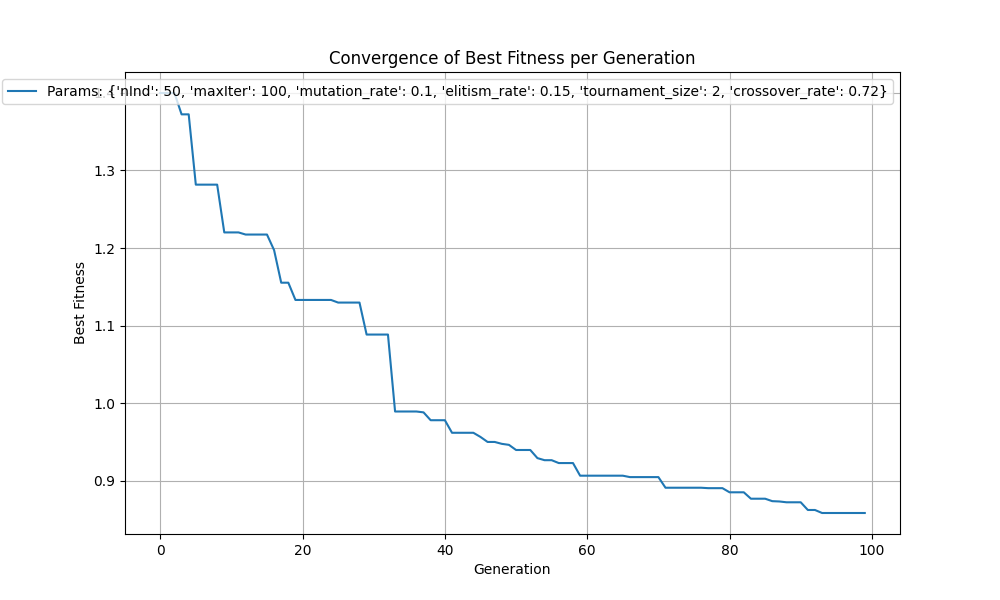 Convergence of Best Fitness per Generation
Params: {'nInd': 50, 'maxIter': 100, 'mutation_rate': 0.1, 'elitism_rate': 0.15, 'tournament_size': 2, 'crossover_rate': 0.72}
1.3
1.2
1.1
1.0
0.9
Best Fitness
0 20 40 60 80 100
Generation